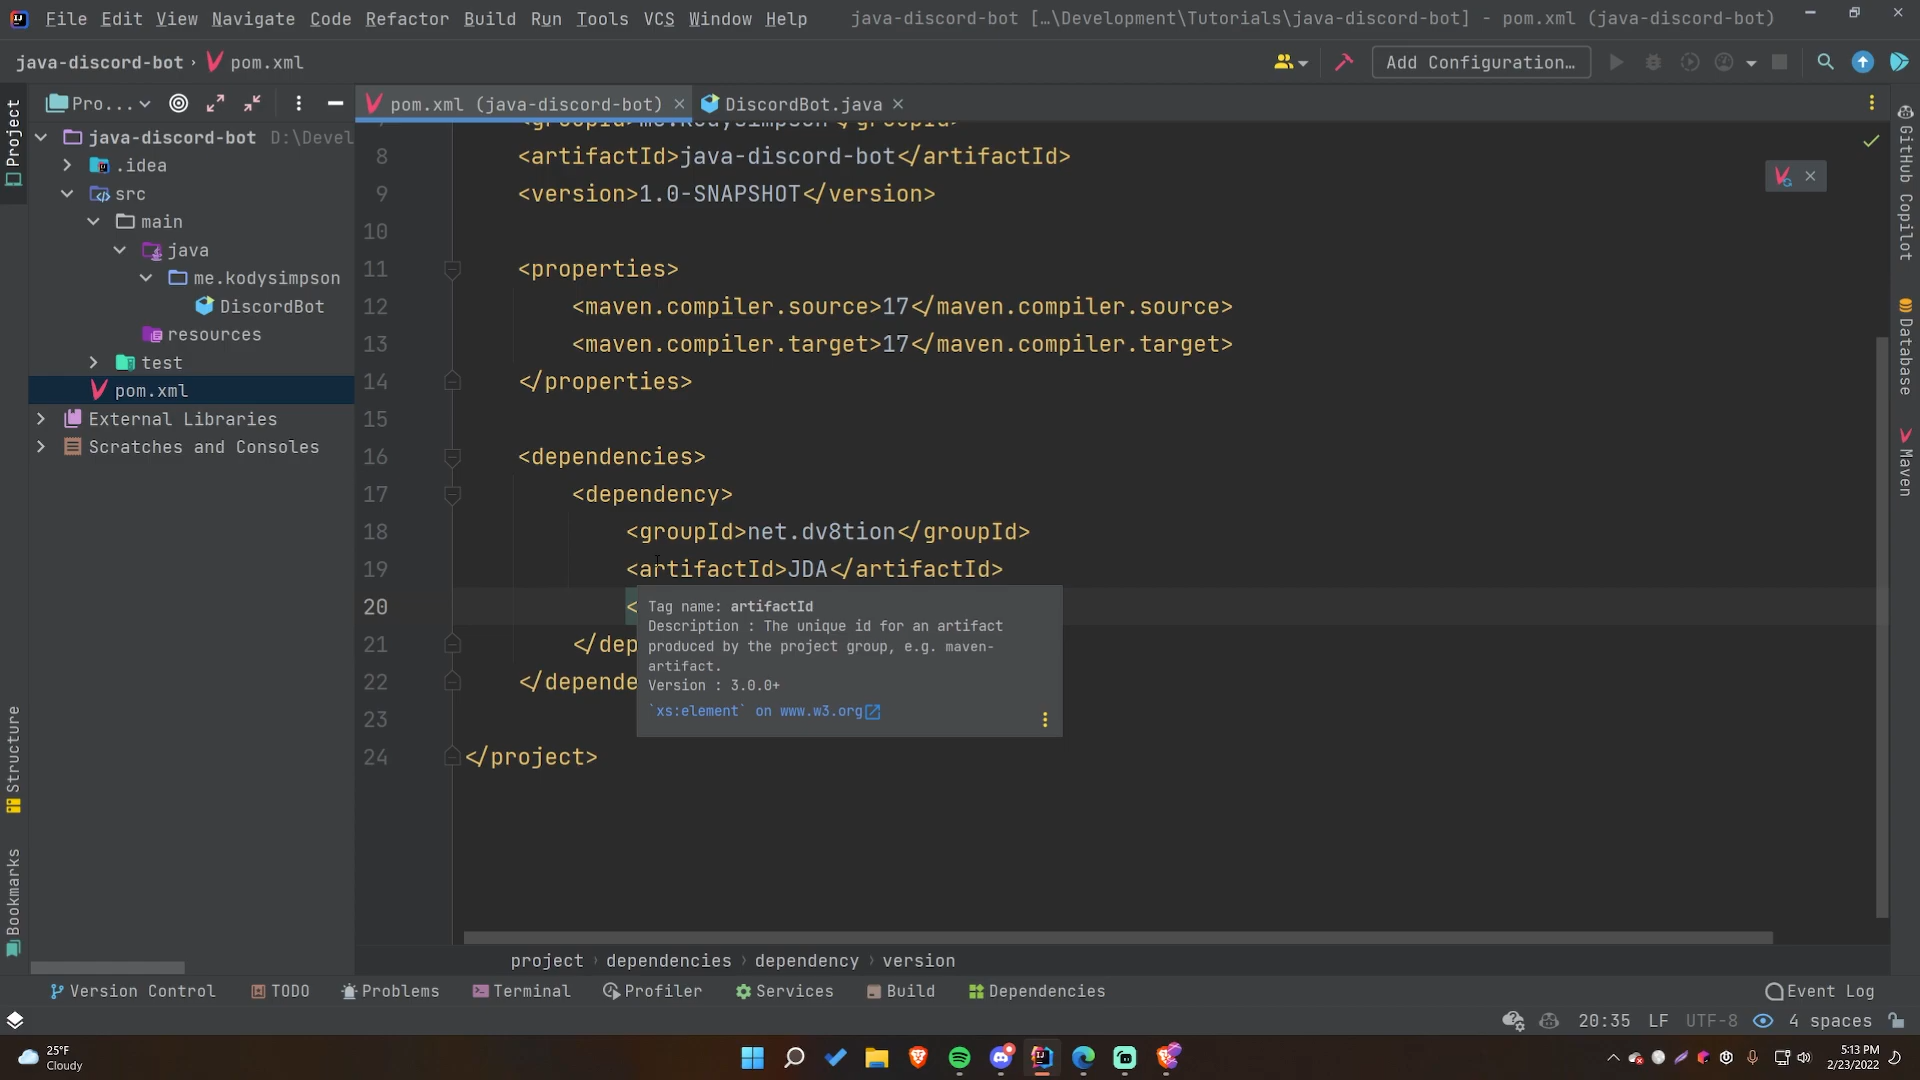 File Edit View Navigate Code Refactor Build Run Tools VCS Window Help java-discord-bot […\Development\Tutorials\java-discord-bot] - pom.xml (java-discord-bot)
java-discord-bot › pom.xml
Add Configuration…
Pro...
pom.xml (java-discord-bot)
DiscordBot.java
Project
java-discord-bot D:\Devel
.idea
src
main
java
me.kodysimpson
DiscordBot
resources
test
pom.xml
External Libraries
Scratches and Consoles
Structure
Bookmarks
<groupId>me.kodysimpson</groupId>
8 <artifactId>java-discord-bot</artifactId>
9 <version>1.0-SNAPSHOT</version>
10
11 <properties>
12 <maven.compiler.source>17</maven.compiler.source>
13 <maven.compiler.target>17</maven.compiler.target>
14 </properties>
15
16 <dependencies>
17 <dependency>
18 <groupId>net.dv8tion</groupId>
19 <artifactId>JDA</artifactId>
20 <
21 </dep
22 </depende
23
24 </project>
Tag name: artifactId
Description : The unique id for an artifact
produced by the project group, e.g. maven-
artifact.
Version : 3.0.0+
`xs:element` on www.w3.org
GitHub Copilot
Database
Maven
project › dependencies › dependency › version
Version Control TODO Problems Terminal Profiler Services Build Dependencies Event Log
20:35 LF UTF-8 4 spaces
25°F
Cloudy
5:13 PM
2/23/2022